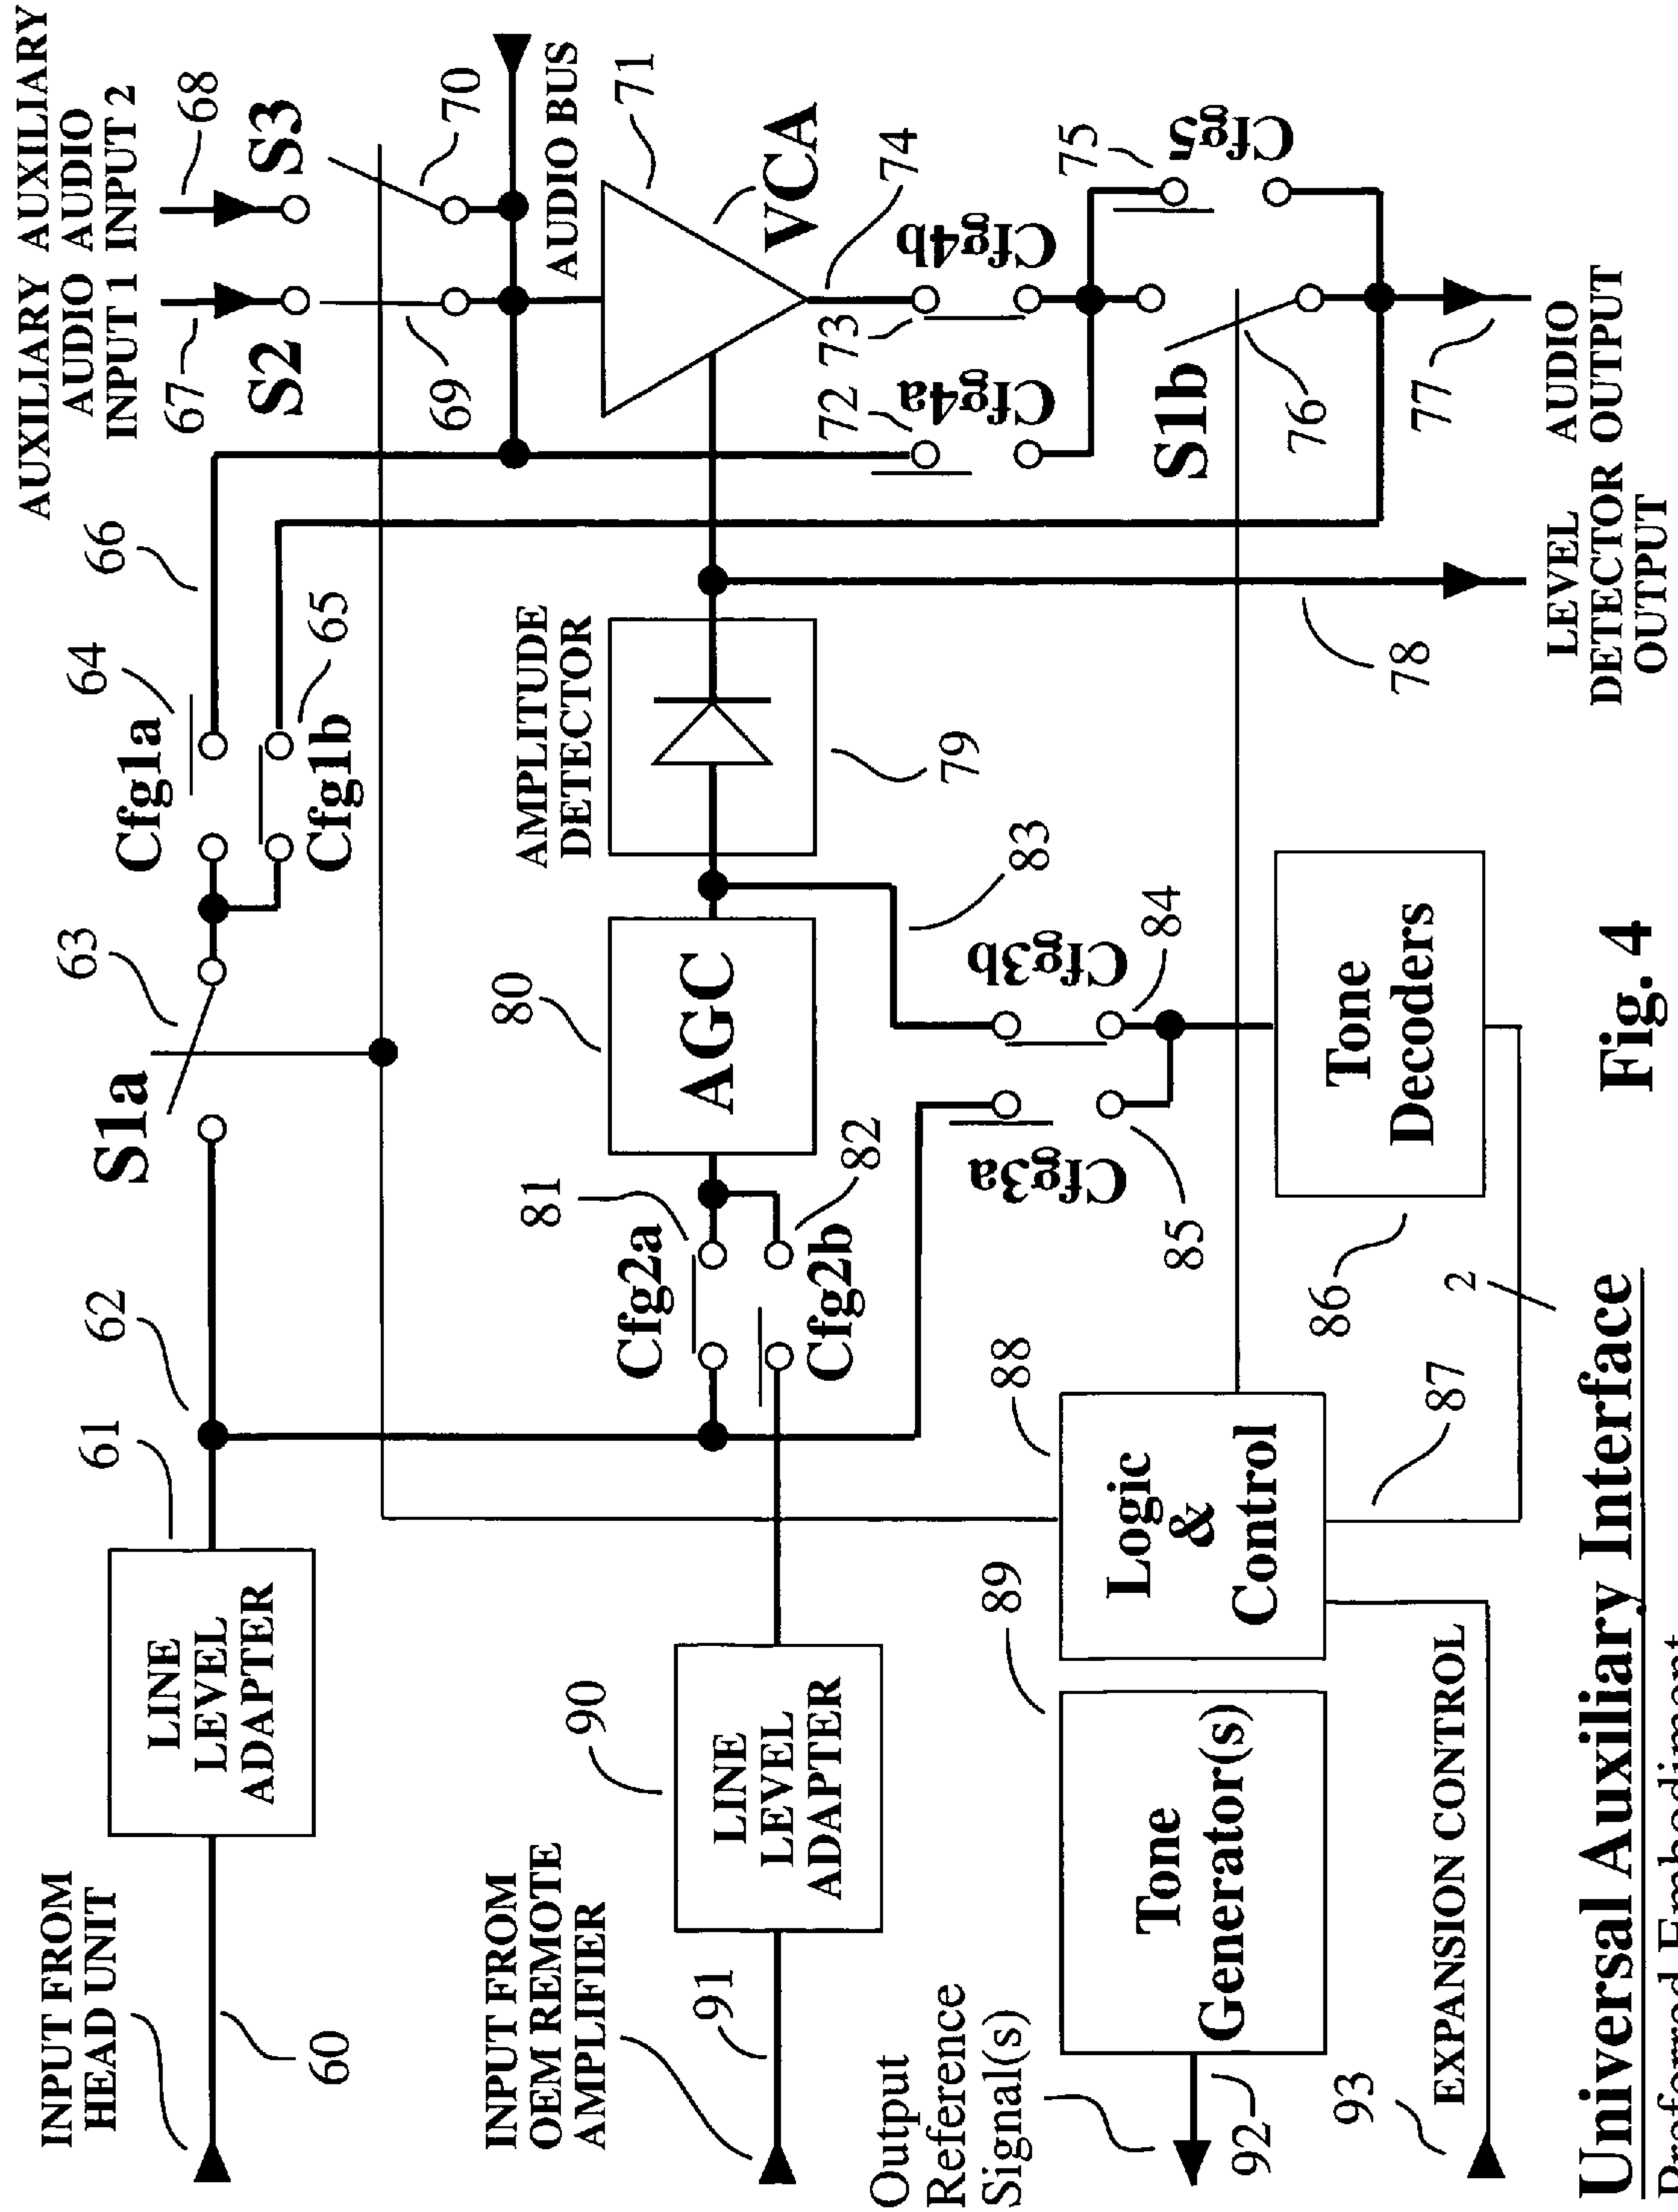 INPUT FROM
HEAD UNIT
60
LINE
LEVEL
ADAPTER
61
62
S1a
63
Cfg1a
64
Cfg1b
65
66
AUXILIARY
AUDIO
INPUT 1
67
AUXILIARY
AUDIO
INPUT 2
68
S2
69
S3
70
AUDIO BUS
71
VCA
INPUT FROM
OEM REMOTE
AMPLIFIER
91
LINE
LEVEL
ADAPTER
90
Cfg2a
81
Cfg2b
82
AGC
80
AMPLITUDE
DETECTOR
79
83
Cfg3a
85
Cfg3b
84
72
Cfg4a
73
Cfg4b
74
75
Cfg5
S1b
76
77
78
Output
Reference
Signal(s)
92
Tone
Generator(s)
89
Logic
&
Control
88
87
2
Tone
Decoders
86
93
EXPANSION CONTROL
LEVEL
DETECTOR
OUTPUT
AUDIO
OUTPUT
Universal Auxiliary Interface
Fig. 4
Preferred Embodiment